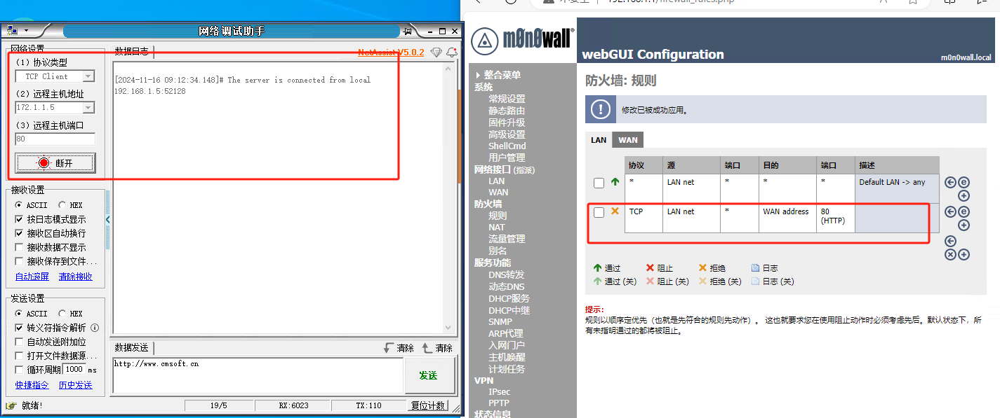 网络调试助手
网络设置
(1) 协议类型
TCP Client
(2) 远程主机地址
172.1.1.5
(3) 远程主机端口
80
断开
接收设置
ASCII HEX
按日志模式显示
接收区自动换行
接收数据不显示
接收保存到文件...
自动滚屏 清除接收
发送设置
ASCII HEX
转义符指令解析
自动发送附加位
打开文件数据源...
循环周期 1000 ms
快捷指令 历史发送
数据日志
NetAssist V5.0.2
[2024-11-16 09:12:34.148]# The server is connected from local
192.168.1.5:52128
数据发送 清除 清除
http://www.cmsoft.cn
发送
就绪! 19/5 RX:6023 TX:110 复位计数
m0n0wall®
webGUI Configuration
m0n0wall.local
整合菜单
系统
常规设置
静态路由
固件升级
高级设置
ShellCmd
用户管理
网络接口 (指派)
LAN
WAN
防火墙
规则
NAT
流量管理
别名
服务功能
DNS转发
动态DNS
DHCP服务
DHCP中继
SNMP
ARP代理
入网门户
主机唤醒
计划任务
VPN
IPsec
PPTP
状态信息
防火墙: 规则
修改已被成功应用。
LAN WAN
协议 源 端口 目的 端口 描述
* LAN net * * * Default LAN -> any
TCP LAN net * WAN address 80
(HTTP)
通过 阻止 拒绝 日志
通过 (关) 阻止 (关) 拒绝 (关) 日志 (关)
提示:
规则以顺序定优先（也就是先符合的规则先动作）。 这也就要求您在使用阻止动作时必须考虑先后。默认状态下，所
有未指明通过的都将被阻止。